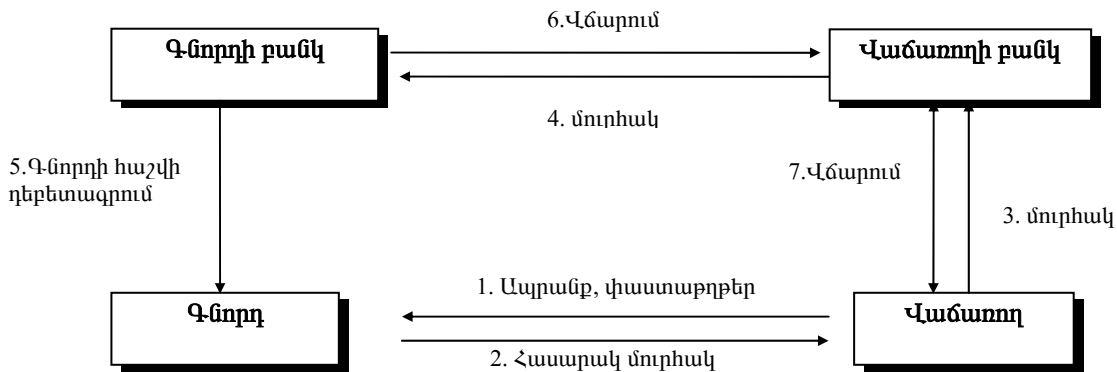 6.Վճարում
Գնորդի բանկ
Վաճառողի բանկ
4. մուրհակ
5.Գնորդի հաշվի
դեբետագրում
7.Վճարում
3. մուրհակ
1. Ապրանք, փաստաթղթեր
Գնորդ
Վաճառող
2. Հասարակ մուրհակ